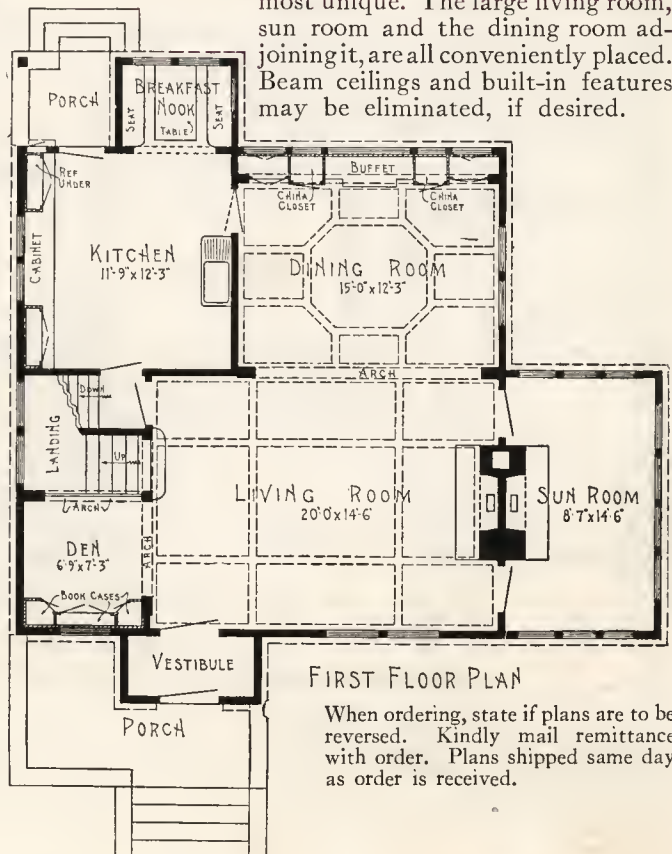 most unique. The large living room,
sun room and the dining room ad-
joining it, are all conveniently placed.
Beam ceilings and built-in features
may be eliminated, if desired.
PORCH
BREAKFAST
NOOK
SEAT
TABLE
SEAT
REF
UNDER
CABINET
KITCHEN
11'-9" x 12'-3"
BUFFET
CHINA
CLOSET
CHINA
CLOSET
DINING ROOM
15'-0" x 12'-3"
ARCH
DOWN
LANDING
UP
ARCH
LIVING ROOM
20'-0" x 14'-6"
SUN ROOM
8'-7" x 14'-6"
DEN
6'-9" x 7'-3"
ARCH
BOOK CASES
VESTIBULE
PORCH
FIRST FLOOR PLAN
When ordering, state if plans are to be
reversed. Kindly mail remittance
with order. Plans shipped same day
as order is received.